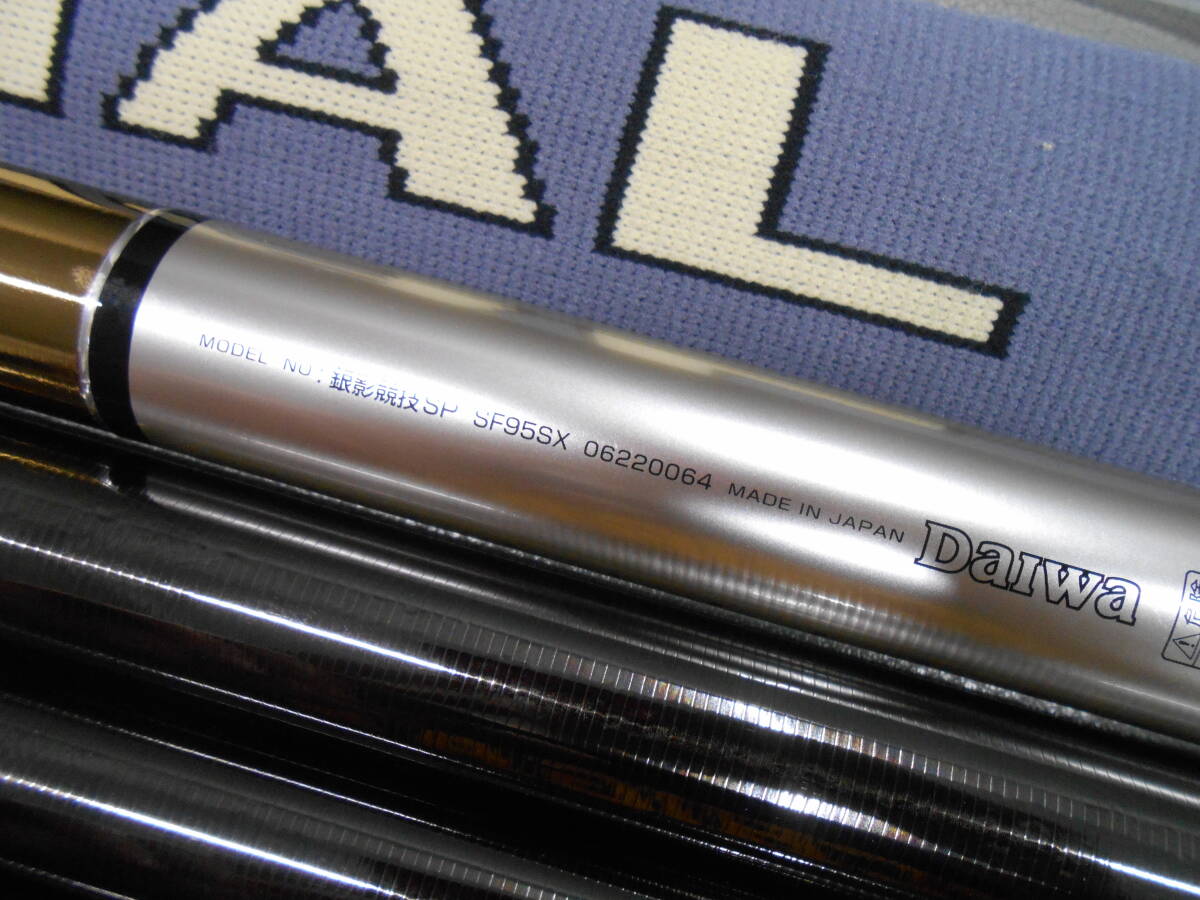 AL
MODEL NO: 銀影競技SP SF95SX 06220064 MADE IN JAPAN Daiwa